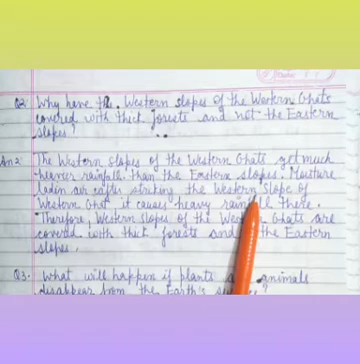 Q2. Why have the Western slopes of the Western Ghats
covered with thick forests and not the Eastern
slopes?
Ans 2. The Western slopes of the Western Ghats get much
heavier rainfall than the Eastern slopes. Moisture
laden air after striking the Western Slope of
Western Ghat, it causes heavy rainfall there.
Therefore, Western slopes of the Ghats are
covered with thick forests and the Eastern
slopes.
Q3. What will happen if plants animals
disappear from the Earth's